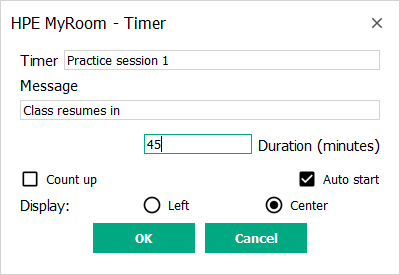 HPE MyRoom - Timer
Timer Practice session 1
Message
Class resumes in
45 Duration (minutes)
Count up Auto start
Display: Left Center
OK Cancel